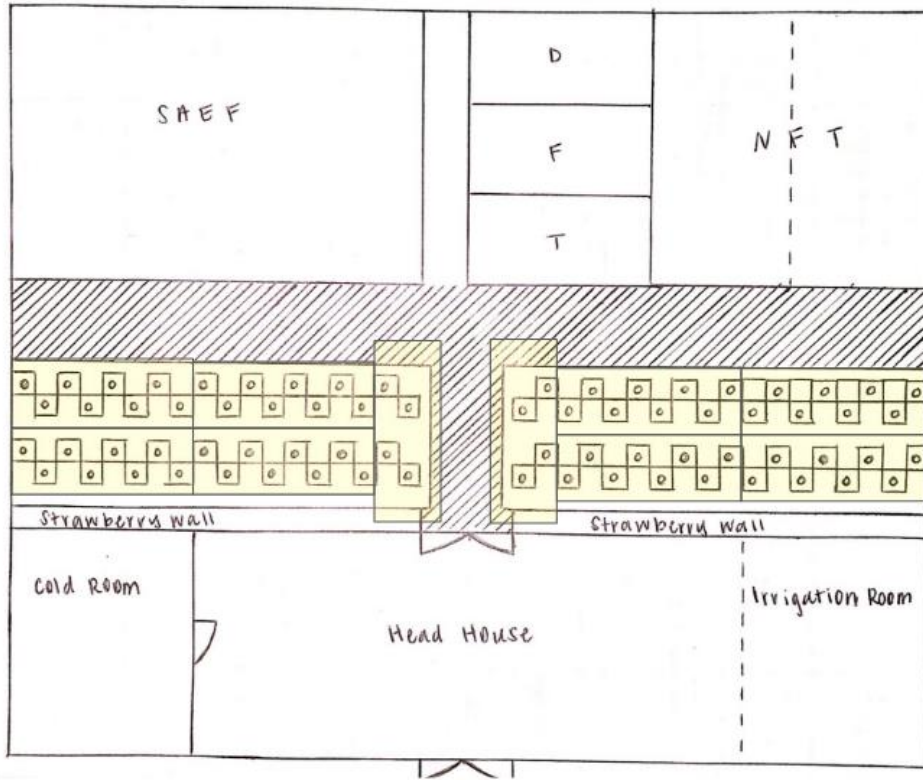 SAEF
D
F
T
NFT
Strawberry wall
Strawberry wall
Cold Room
Head House
Irrigation Room